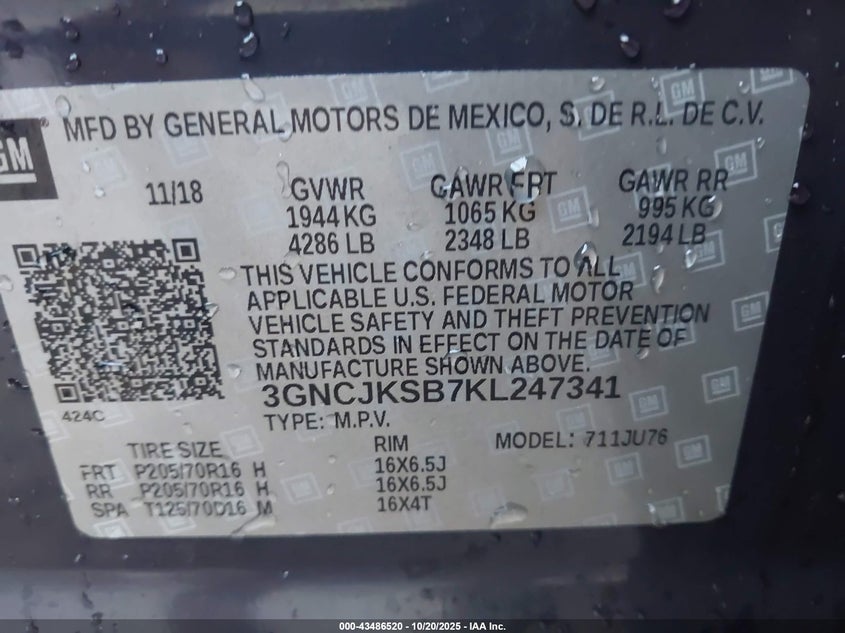 GM
MFD BY GENERAL MOTORS DE MEXICO, S. DE R.L. DE C.V.
11/18 GVWR GAWR FRT GAWR RR
1944 KG 1065 KG 995 KG
4286 LB 2348 LB 2194 LB
THIS VEHICLE CONFORMS TO ALL
APPLICABLE U.S. FEDERAL MOTOR
VEHICLE SAFETY AND THEFT PREVENTION
STANDARDS IN EFFECT ON THE DATE OF
MANUFACTURE SHOWN ABOVE.
3GNCJKSB7KL247341
424C
TYPE: M.P.V.
TIRE SIZE RIM MODEL: 711JU76
FRT P205/70R16 H 16X6.5J
RR P205/70R16 H 16X6.5J
SPA T125/70D16 M 16X4T
000-43486520 | 10/20/2025 - IAA Inc.